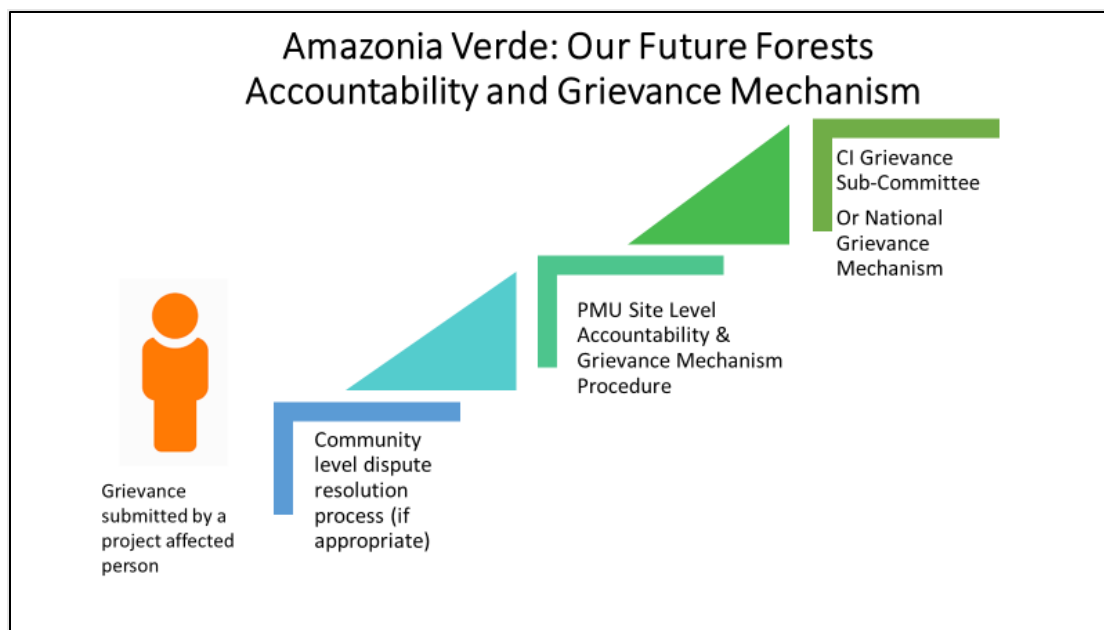 Amazonia Verde: Our Future Forests
Accountability and Grievance Mechanism
Grievance
submitted by a
project affected
person
Community
level dispute
resolution
process (if
appropriate)
PMU Site Level
Accountability &
Grievance Mechanism
Procedure
CI Grievance
Sub-Committee
Or National
Grievance
Mechanism